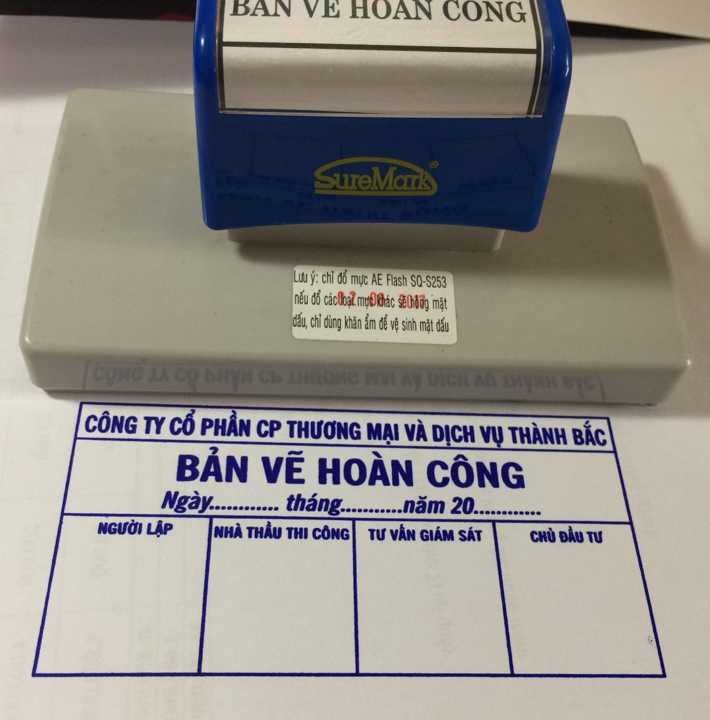 BẢN VẼ HOÀN CÔNG
SureMark
Lưu ý: chỉ đổ mực AE Flash SQ-S253
nếu đổ các loại mực khác sẽ hỏng mặt
dấu, chỉ dùng khăn ẩm để vệ sinh mặt dấu
CÔNG TY CỔ PHẦN CP THƯƠNG MẠI VÀ DỊCH VỤ THÀNH BẮC
BẢN VẼ HOÀN CÔNG
Ngày............ tháng...........năm 20............
NGƯỜI LẬP NHÀ THẦU THI CÔNG TƯ VẤN GIÁM SÁT CHỦ ĐẦU TƯ